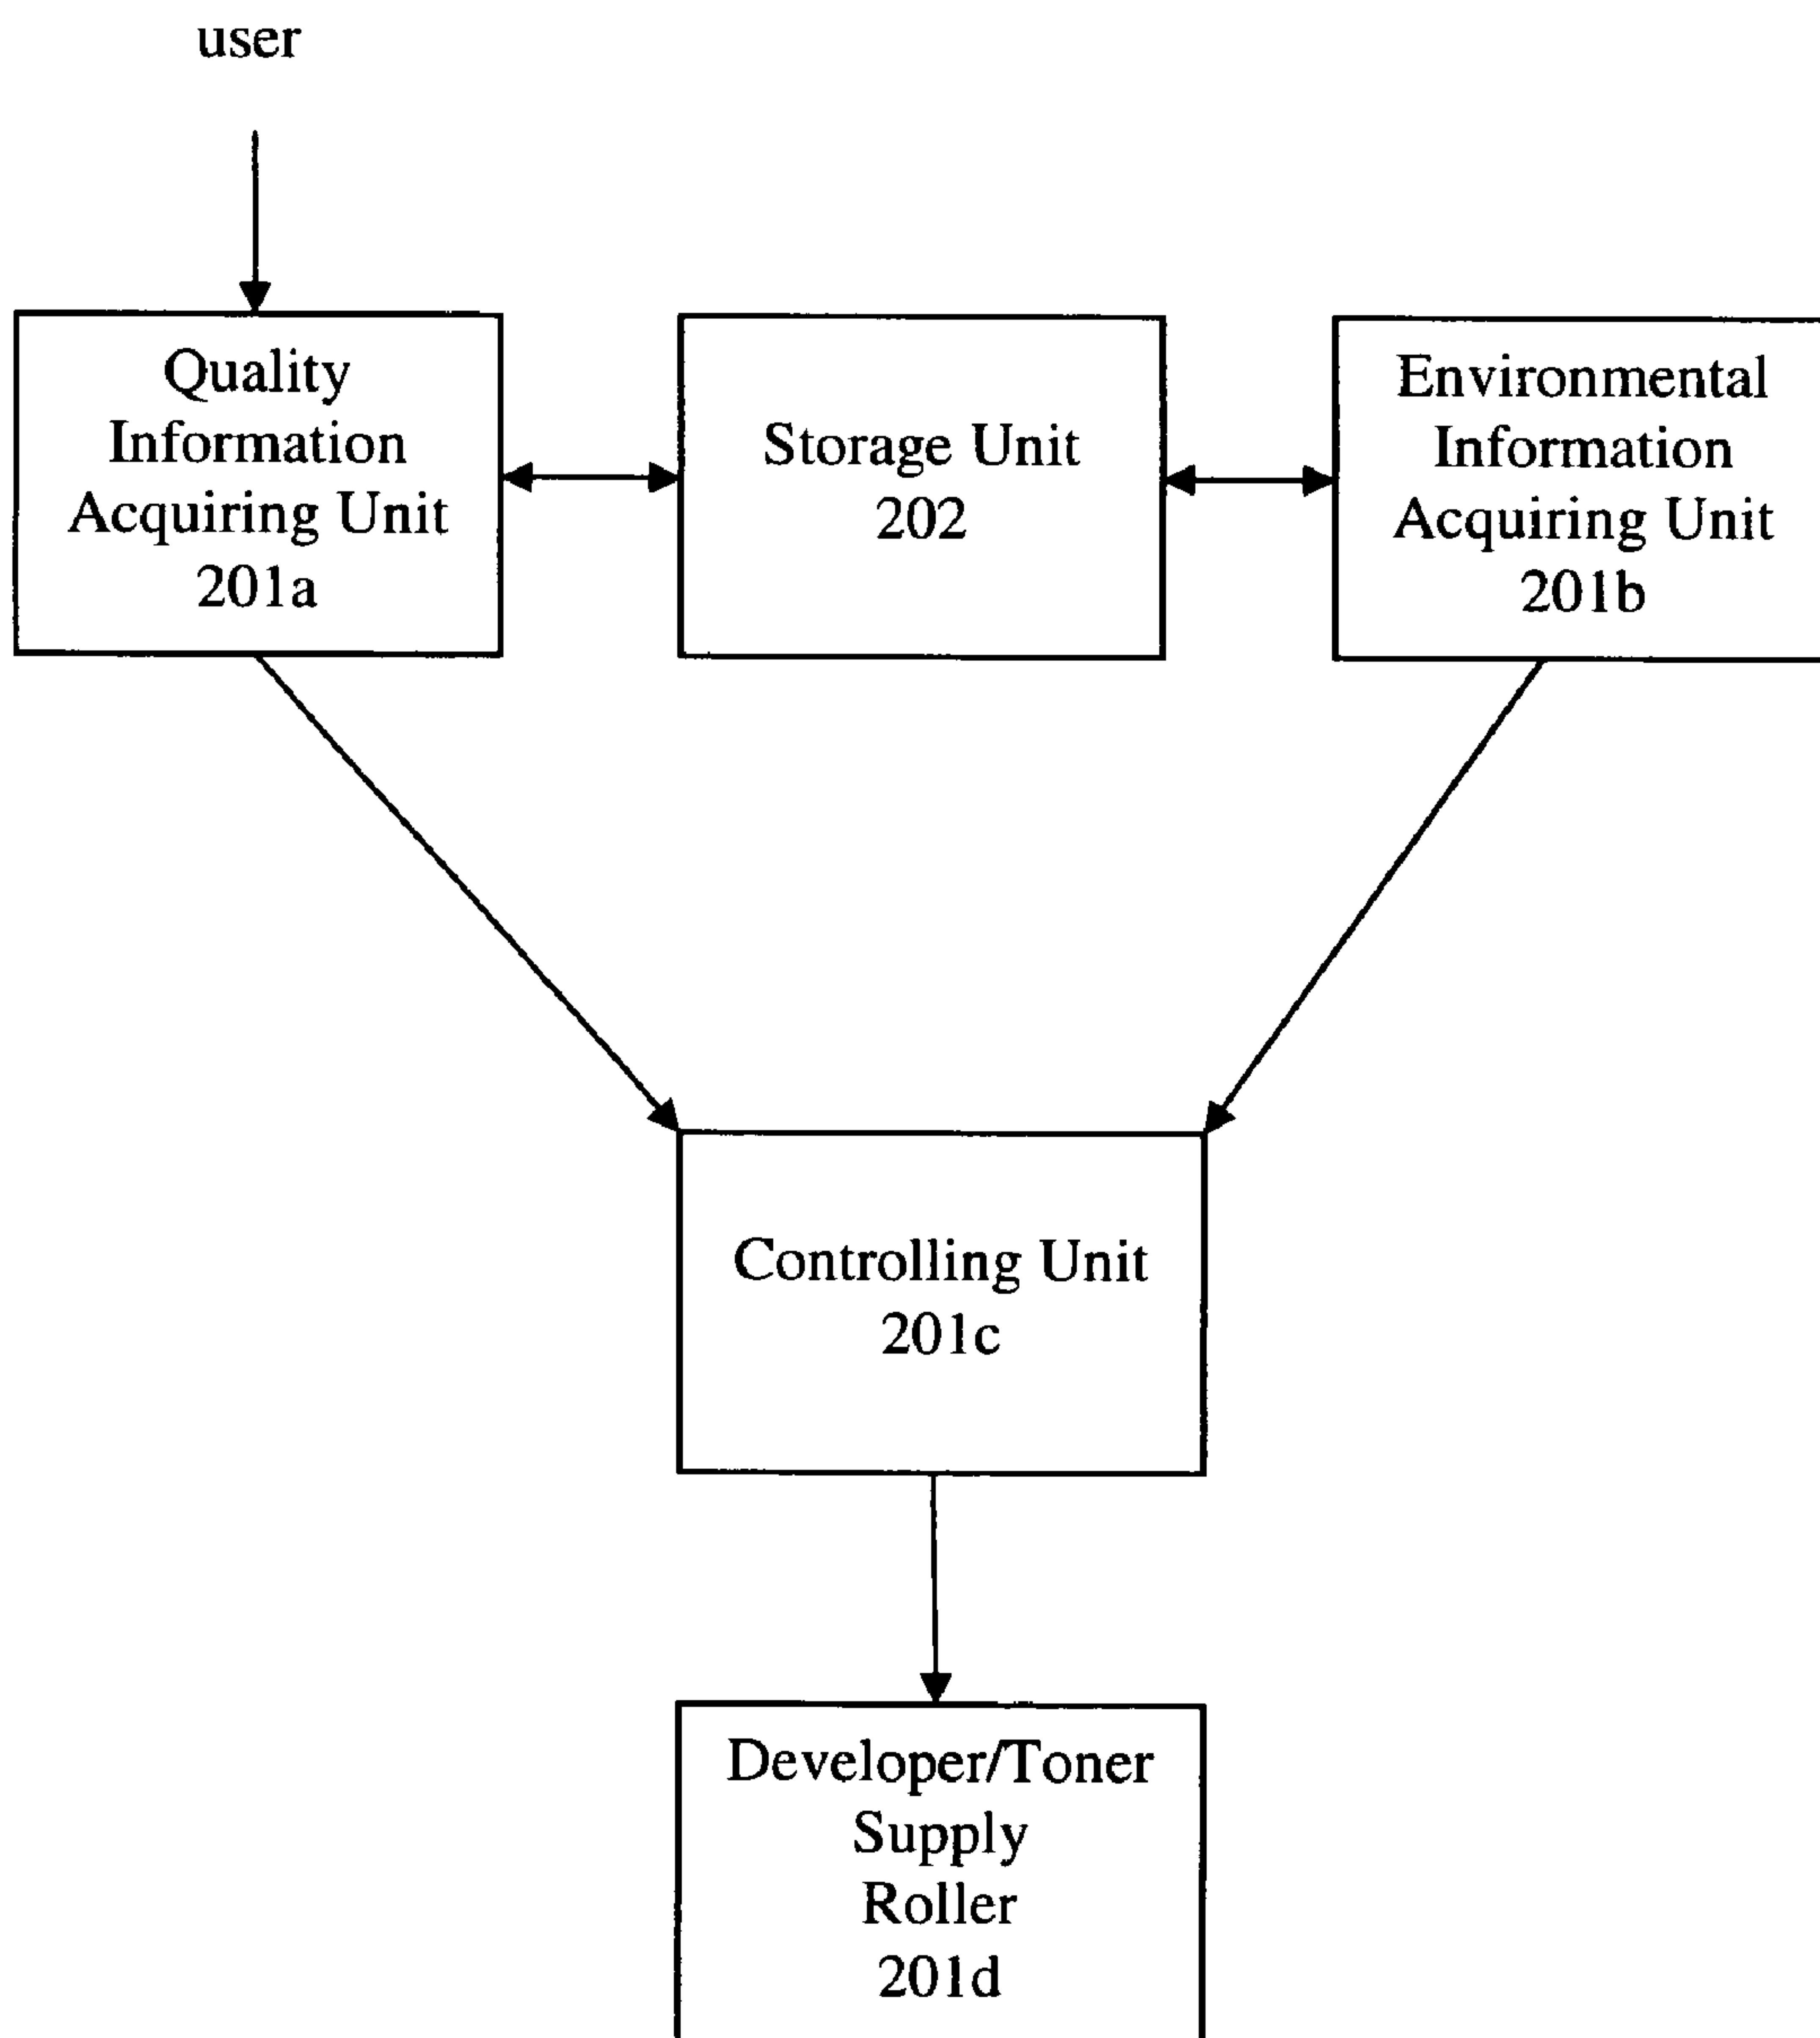 user
Quality
Information
Acquiring Unit
201a
Storage Unit
202
Environmental
Information
Acquiring Unit
201b
Controlling Unit
201c
Developer/Toner
Supply
Roller
201d